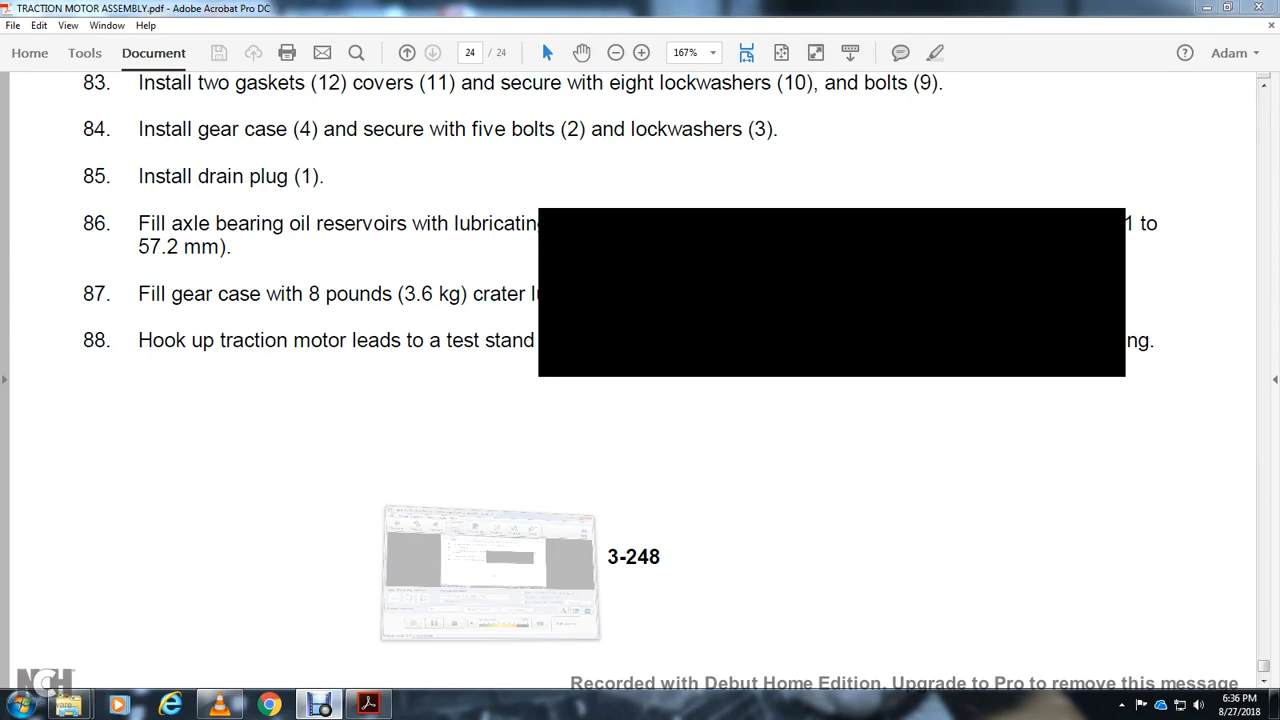 TRACTION MOTOR ASSEMBLY.pdf - Adobe Acrobat Pro DC
File Edit View Window Help
Home Tools Document 24 / 24 167% Adam
83. Install two gaskets (12) covers (11) and secure with eight lockwashers (10), and bolts (9).
84. Install gear case (4) and secure with five bolts (2) and lockwashers (3).
85. Install drain plug (1).
86. Fill axle bearing oil reservoirs with 1 to
57.2 mm).
87. Fill gear case with 8 pounds (3.6 kg) crater
88. Hook up traction motor leads to a test stand ng.
3-248
NCH
Recorded with Debut Home Edition. Upgrade to Pro to remove this message
6:36 PM
8/27/2018